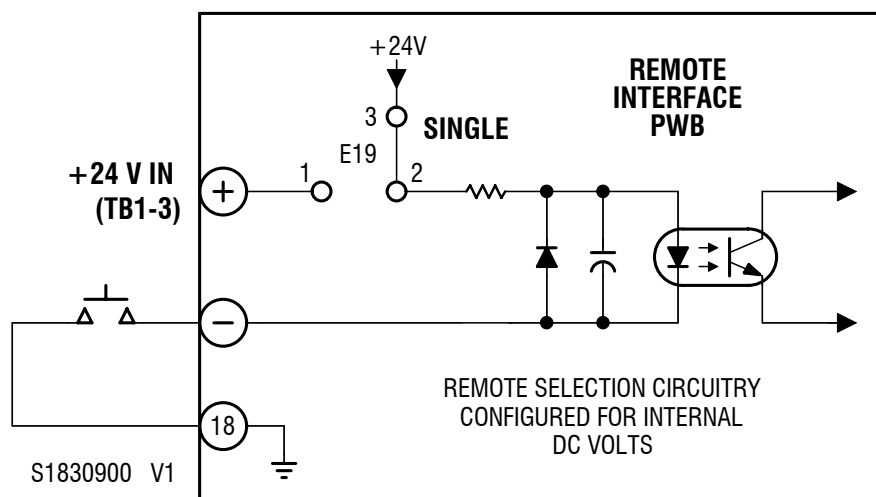 +24V
REMOTE
INTERFACE
PWB
3
SINGLE
E19
1
2
+24 V IN
(TB1-3)
+
−
18
REMOTE SELECTION CIRCUITRY
CONFIGURED FOR INTERNAL
DC VOLTS
S1830900 V1